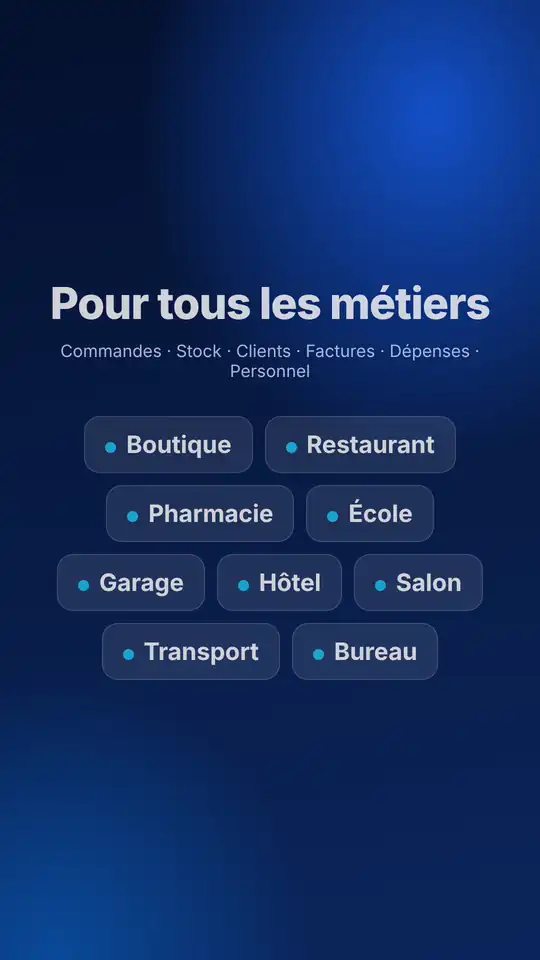 Pour tous les métiers
Commandes · Stock · Clients · Factures · Dépenses ·
Personnel
Boutique
Restaurant
Pharmacie
École
Garage
Hôtel
Salon
Transport
Bureau